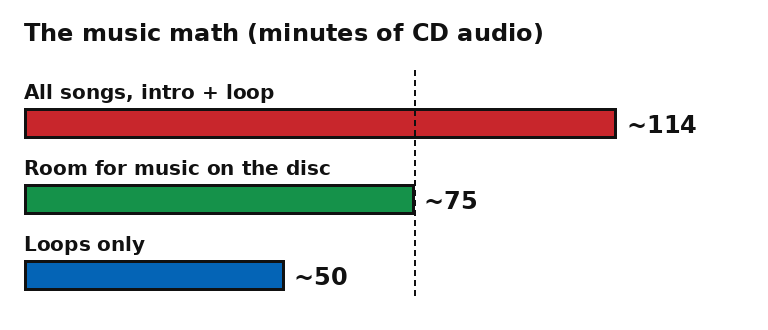 The music math (minutes of CD audio)
All songs, intro + loop
~114
Room for music on the disc
~75
Loops only
~50